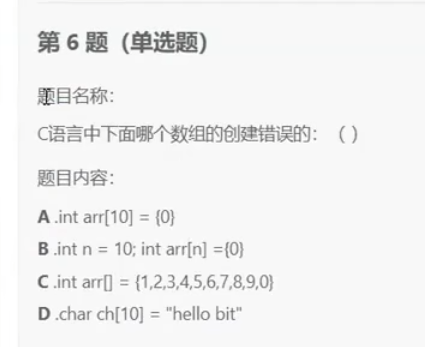 第 6 题（单选题）
题目名称：
C语言中下面哪个数组的创建错误的：（ ）
题目内容：
A .int arr[10] = {0}
B .int n = 10; int arr[n] ={0}
C .int arr[] = {1,2,3,4,5,6,7,8,9,0}
D .char ch[10] = "hello bit"